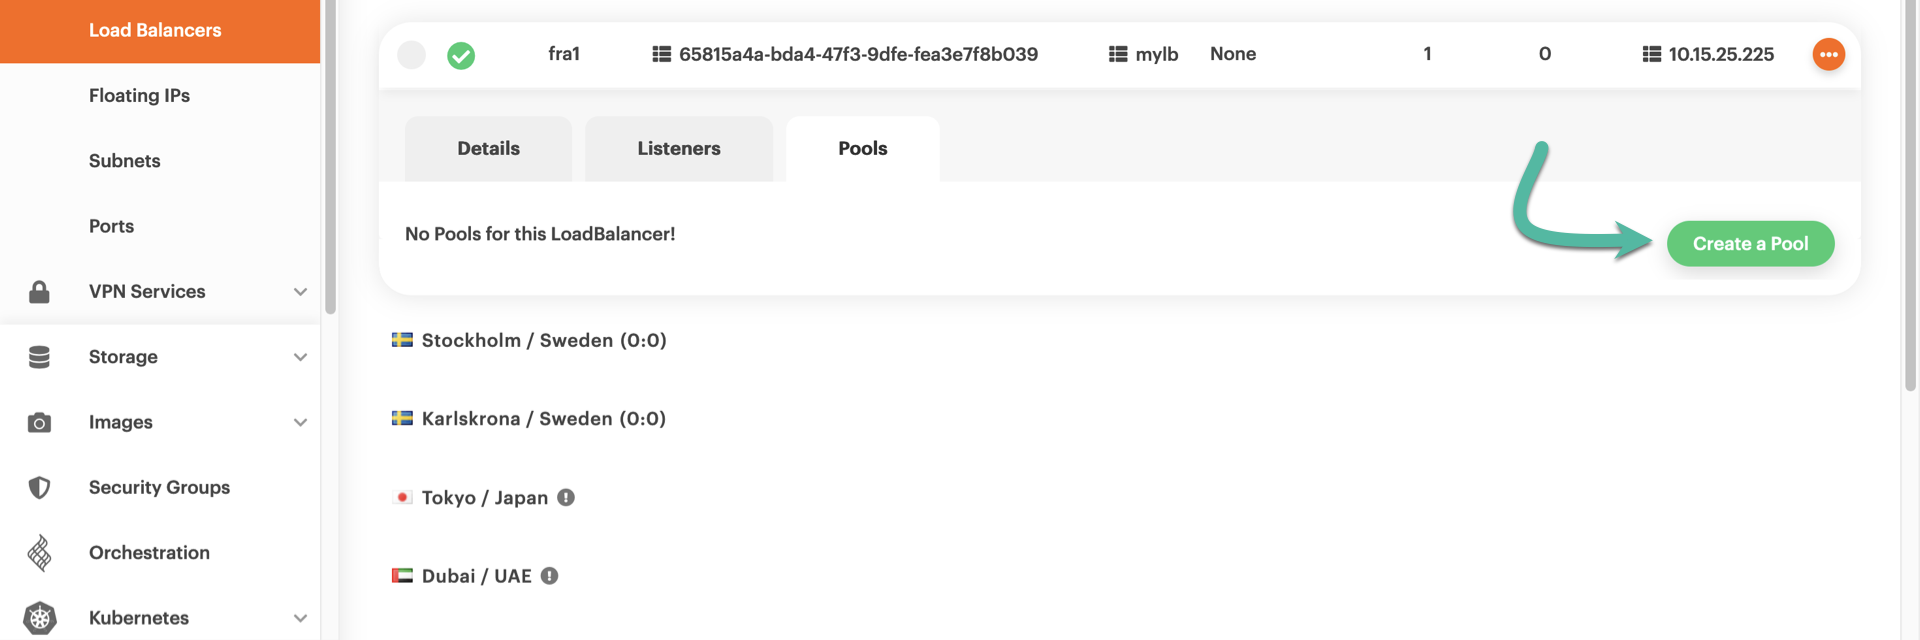 Load Balancers
Floating IPs
Subnets
Ports
VPN Services
Storage
Images
Security Groups
Orchestration
Kubernetes
fra1 65815a4a-bda4-47f3-9dfe-fea3e7f8b039 mylb None 1 0 10.15.25.225
Details Listeners Pools
No Pools for this LoadBalancer!
Create a Pool
Stockholm / Sweden (0:0)
Karlskrona / Sweden (0:0)
Tokyo / Japan
Dubai / UAE